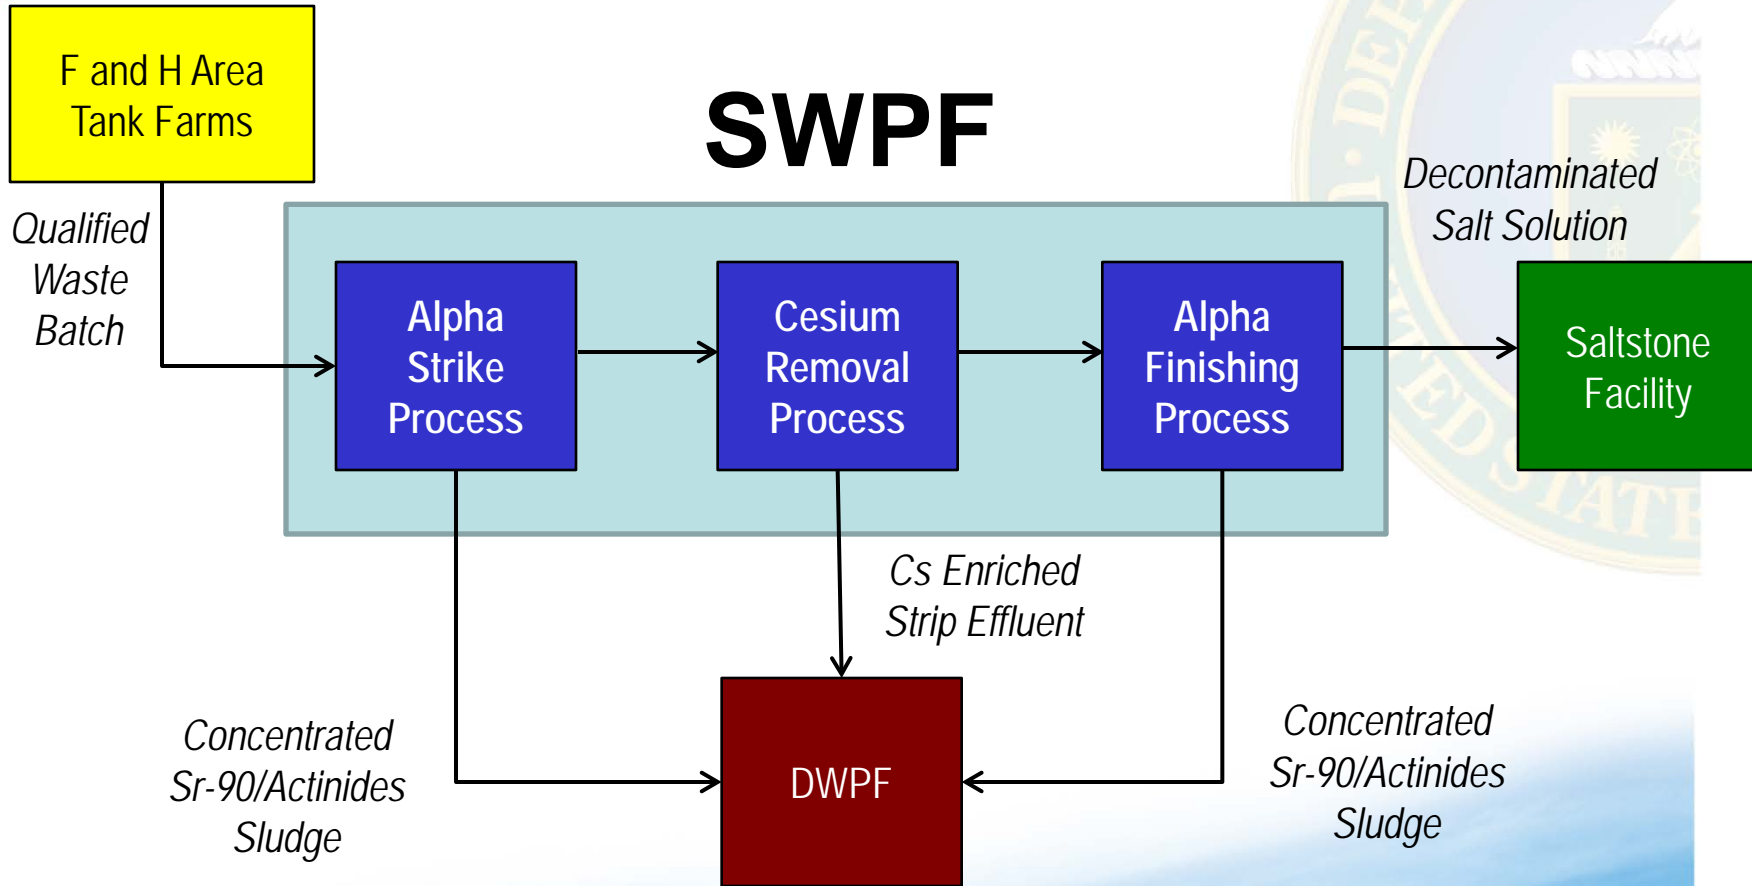 F and H Area
Tank Farms
SWPF
Qualified
Waste
Batch
Decontaminated
Salt Solution
Alpha
Strike
Process
Cesium
Removal
Process
Alpha
Finishing
Process
Saltstone
Facility
Cs Enriched
Strip Effluent
Concentrated
Sr-90/Actinides
Sludge
DWPF
Concentrated
Sr-90/Actinides
Sludge